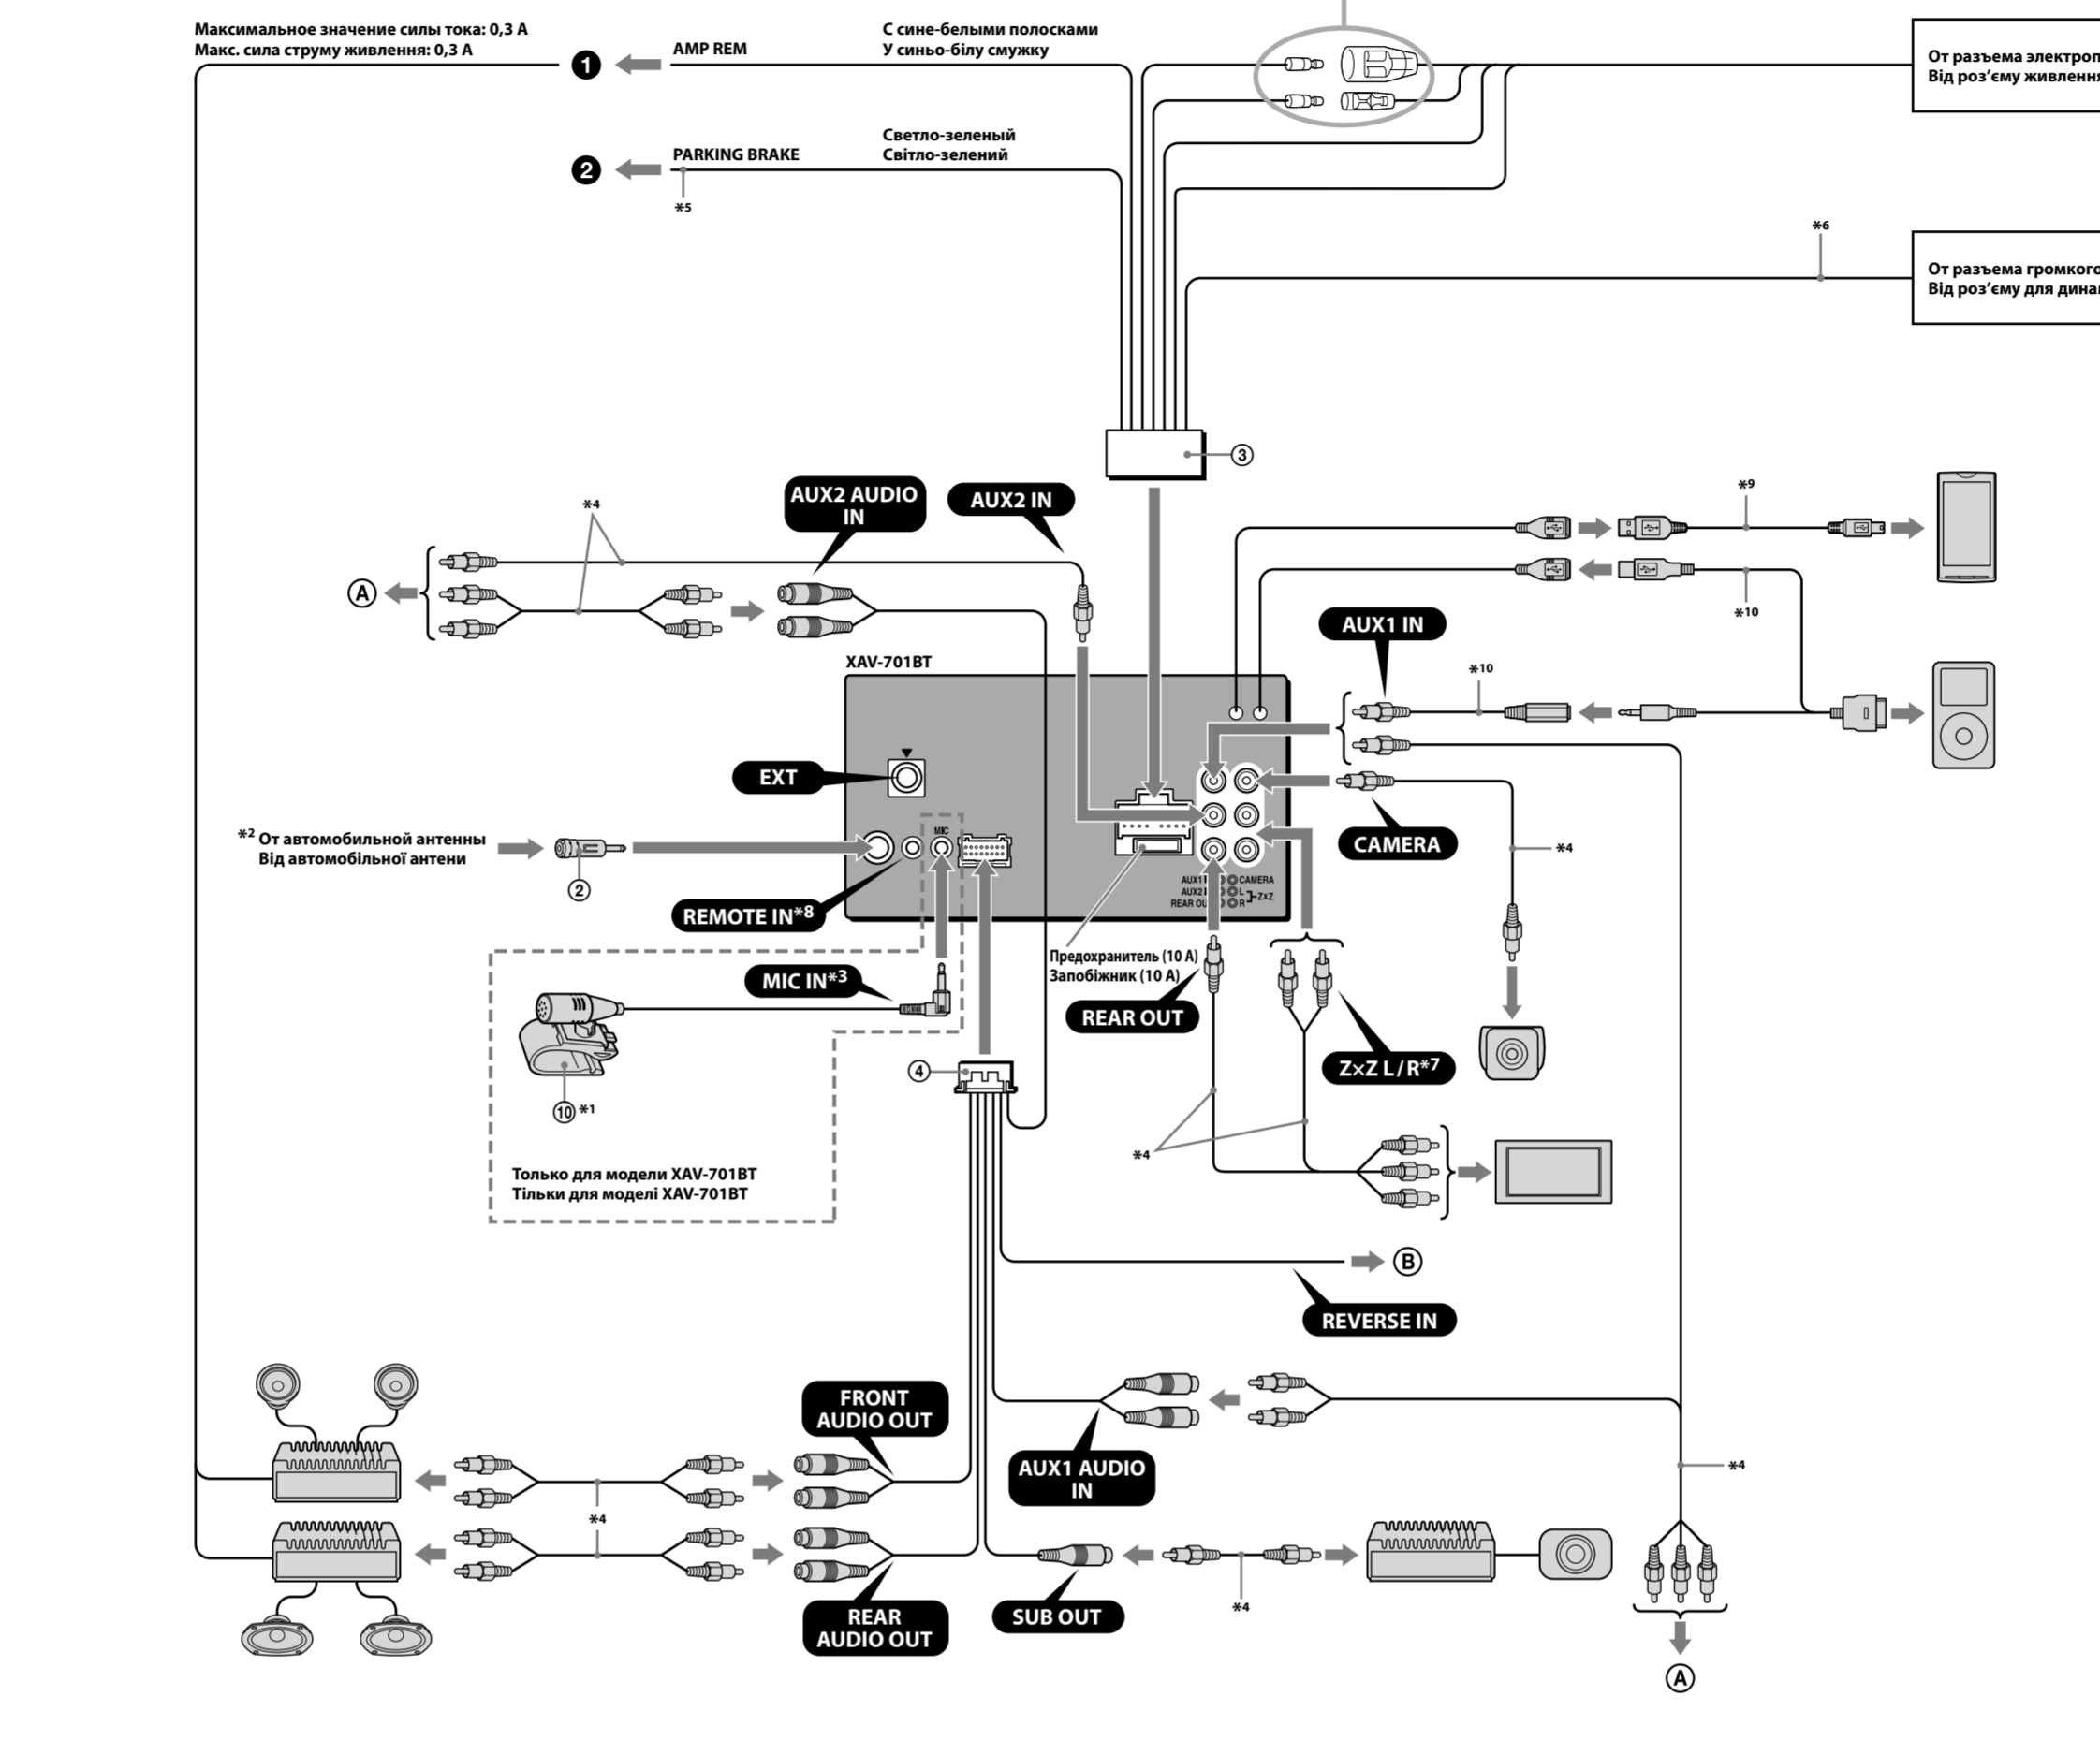 Максимальное значение силы тока: 0,3 А
Макс. сила струму живлення: 0,3 А
1
AMP REM
С сине-белыми полосками
У синьо-білу смужку
От разъема
Від роз’єму
2
PARKING BRAKE
Светло-зеленый
Світло-зелений
*5
*6
От разъема
Від роз’єму для
3
*4
AUX2 AUDIO
IN
AUX2 IN
*9
A
*10
AUX1 IN
XAV-701BT
*10
EXT
*2 От автомобильной антенны
Від автомобільної антени
2
MIC
CAMERA
*4
REMOTE IN*8
AUX1
CAMERA
AUX2
L
REAR
R
Z×Z
Предохранитель (10 А)
Запобіжник (10 А)
MIC IN*3
REAR OUT
Z×Z L/R*7
4
10 *1
*4
Только для модели XAV-701BT
Тільки для моделі XAV-701BT
B
REVERSE IN
FRONT
AUDIO OUT
AUX1 AUDIO
IN
*4
*4
REAR
AUDIO OUT
SUB OUT
*4
A